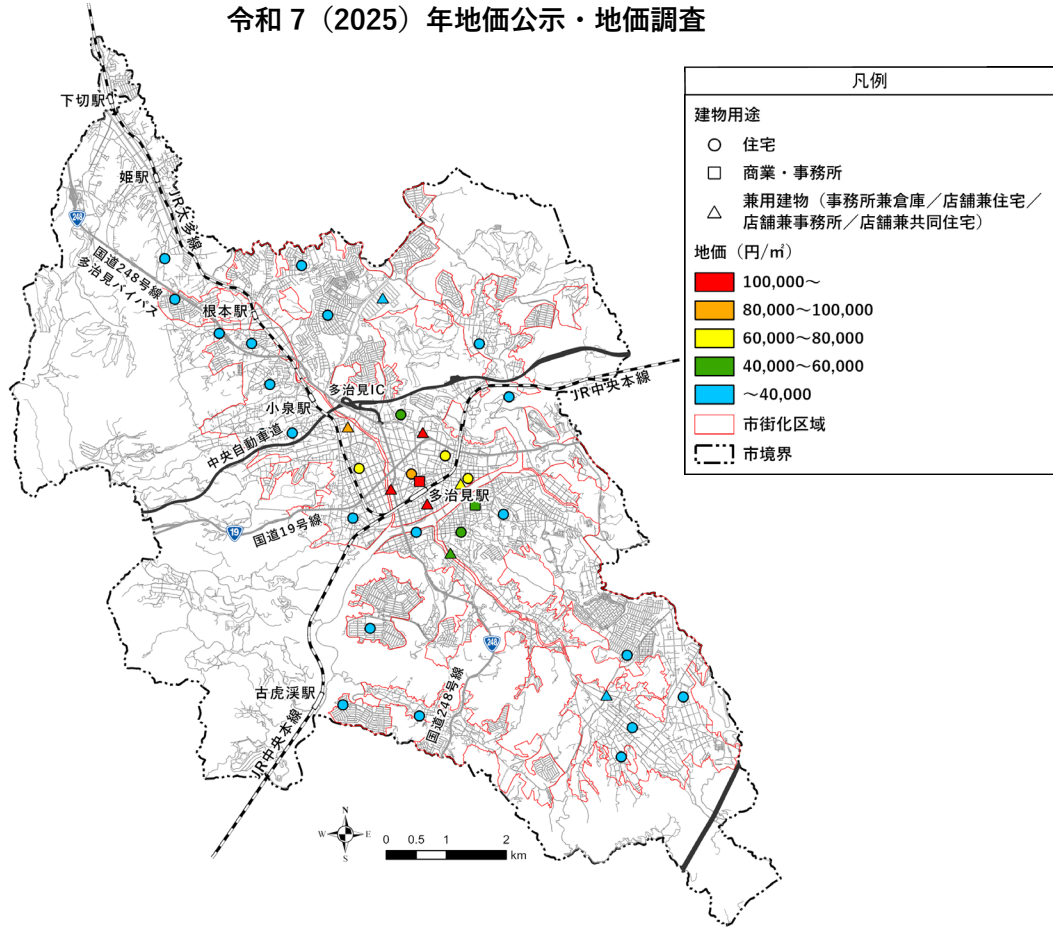 令和7（2025）年地価公示・地価調査
凡例
建物用途
住宅
商業・事務所
兼用建物（事務所兼倉庫／店舗兼住宅／
店舗兼事務所／店舗兼共同住宅）
地価（円/㎡）
100,000～
80,000～100,000
60,000～80,000
40,000～60,000
～40,000
市街化区域
市境界
下切駅
姫駅
JR太多線
248
国道248号線
多治見バイパス
根本駅
多治見IC
JR中央本線
小泉駅
中央自動車道
多治見駅
19
国道19号線
248
古虎渓駅
国道248号線
JR中央本線
N
W
E
S
0
0.5
1
2
km